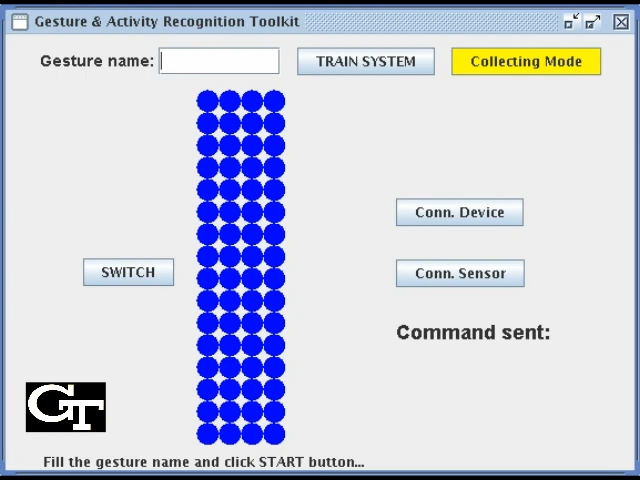 Gesture & Activity Recognition Toolkit
Gesture name:
TRAIN SYSTEM
Collecting Mode
Conn. Device
SWITCH
Conn. Sensor
Command sent:
GT
Fill the gesture name and click START button...